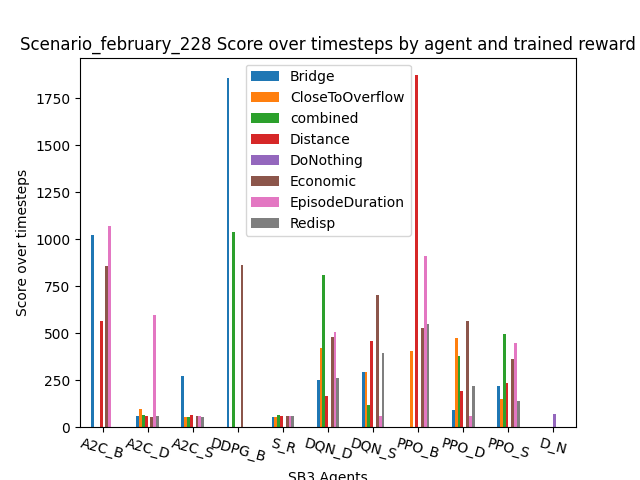 Scenario_february_228 Score over timesteps by agent and trained reward
Bridge
CloseToOverflow
combined
Distance
DoNothing
Economic
EpisodeDuration
Redisp
Score over timesteps
1750
1500
1250
1000
750
500
250
0
A2C_B
A2C_D
A2C_S
DDPG_B
S_R
DQN_D
DQN_S
PPO_B
PPO_D
PPO_S
D_N
SB3 Agents